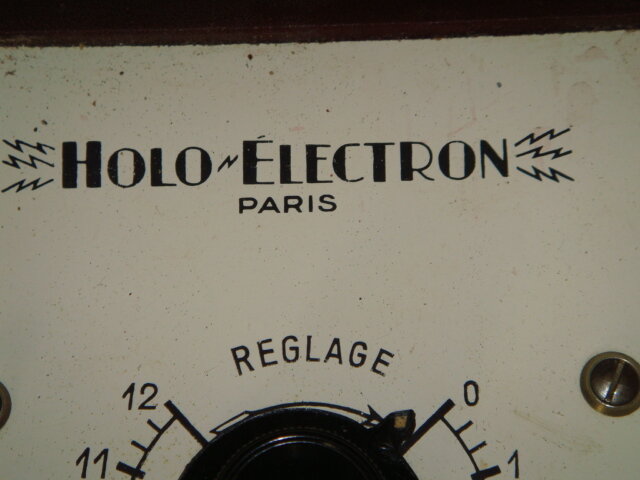 HOLO-ÉLECTRON
PARIS
REGLAGE
12 0
11 1